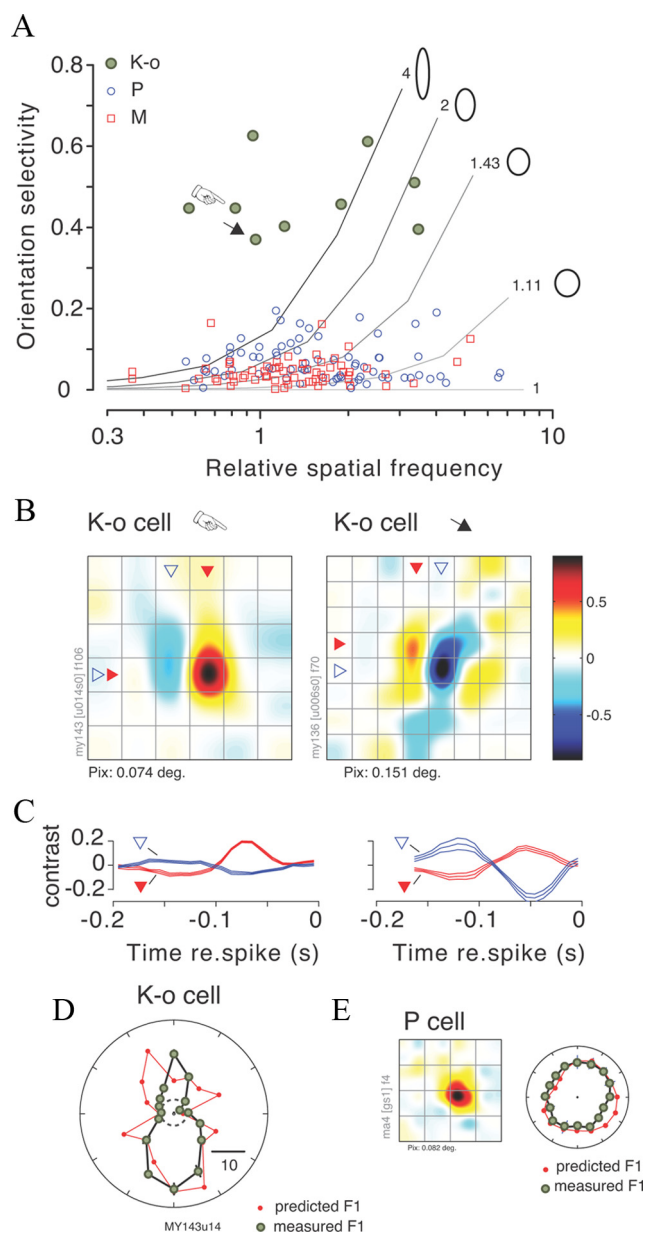 A
0.8
K-o
P
M
4
2
0.6
1.43
0.4
0.2
1.11
0
1
Orientation selectivity
0.3
1
10
Relative spatial frequency
B
K-o cell
K-o cell
my143 [u014s0] f106
my136 [u006s0] f70
0.5
0
-0.5
Pix: 0.074 deg.
Pix: 0.151 deg.
C
contrast
0.2
0
-0.2
-0.2
-0.1
0
-0.2
-0.1
0
Time re.spike (s)
Time re.spike (s)
D
K-o cell
10
predicted F1
measured F1
MY143u14
E
P cell
ma4 [gs1] f4
Pix: 0.082 deg.
predicted F1
measured F1